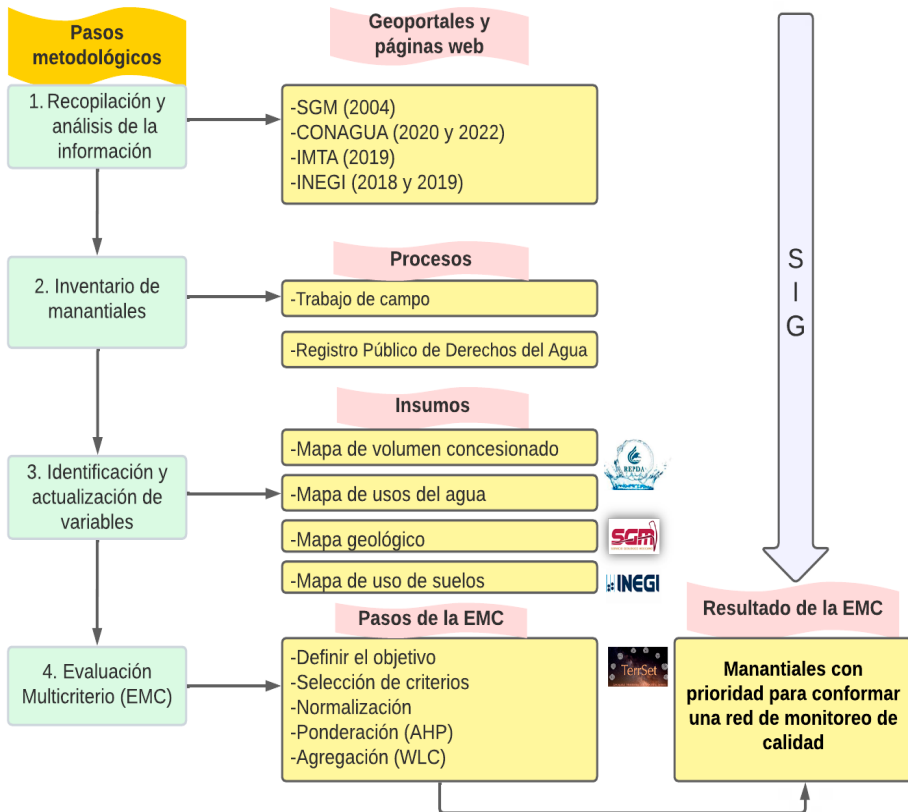 Pasos
metodológicos
Geoportales y
páginas web
1. Recopilación y
análisis de la
información
-SGM (2004)
-CONAGUA (2020 y 2022)
-IMTA (2019)
-INEGI (2018 y 2019)
S
I
G
Procesos
2. Inventario de
manantiales
-Trabajo de campo
-Registro Público de Derechos del Agua
Insumos
3. Identificación y
actualización de
variables
-Mapa de volumen concesionado
REPDA
-Mapa de usos del agua
-Mapa geológico
SGM
-Mapa de uso de suelos
INEGI
Pasos de la EMC
4. Evaluación
Multicriterio (EMC)
-Definir el objetivo
-Selección de criterios
-Normalización
-Ponderación (AHP)
-Agregación (WLC)
TerrSet
Resultado de la EMC
Manantiales con
prioridad para conformar
una red de monitoreo de
calidad